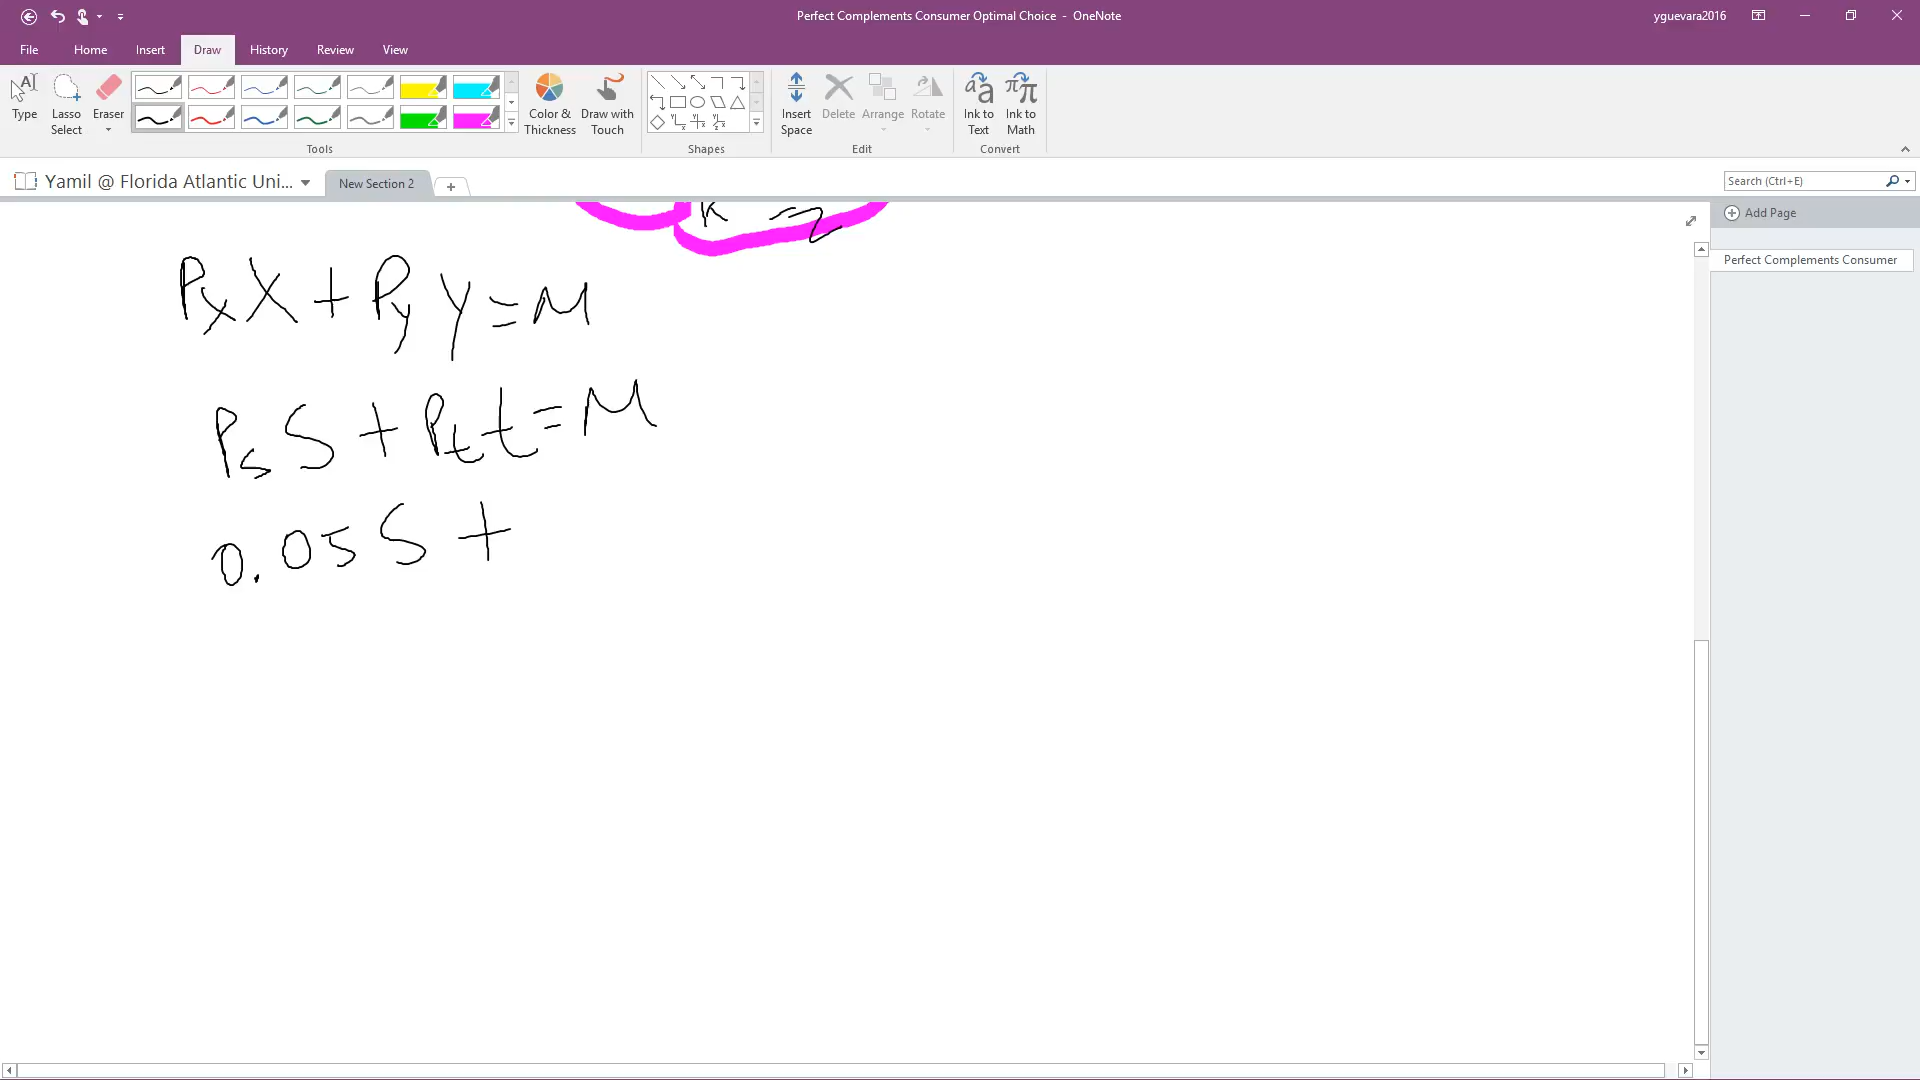 Perfect Complements Consumer Optimal Choice - OneNote
yguevara2016
File Home Insert Draw History Review View
Type
Lasso Select
Eraser
Color & Thickness
Draw with Touch
Insert Space
Delete
Arrange
Rotate
Ink to Text
Ink to Math
Tools
Shapes
Edit
Convert
Yamil @ Florida Atlantic Uni...
New Section 2
Search (Ctrl+E)
Add Page
Perfect Complements Consumer
PxX + PyY = M
PsS + Ptt = M
0.05S +